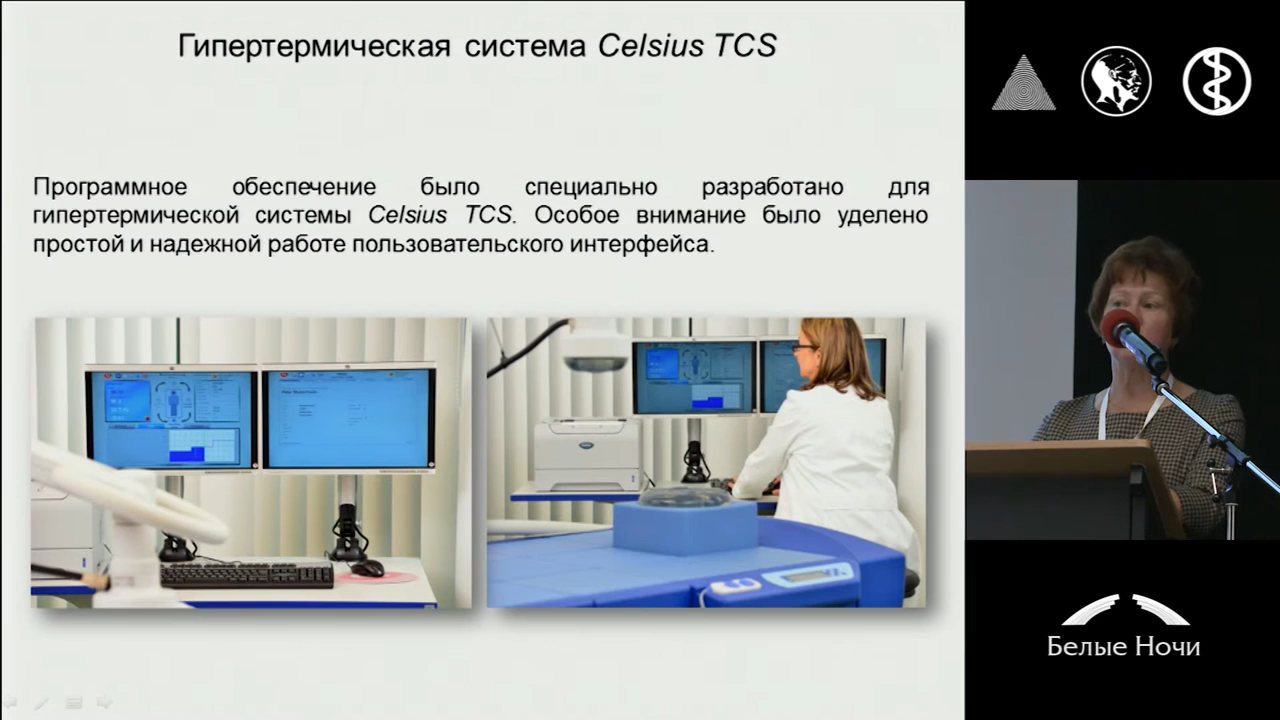 Гипертермическая система Celsius TCS
Программное обеспечение было специально разработано для
гипертермической системы Celsius TCS. Особое внимание было уделено
простой и надежной работе пользовательского интерфейса.
Белые Ночи